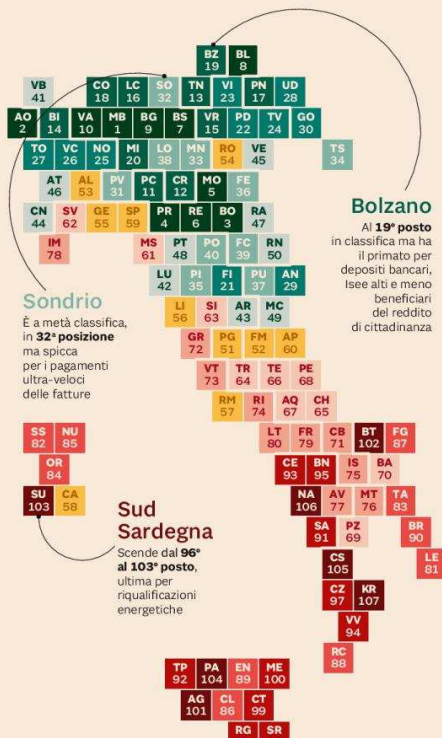 BZ BL
19 8
VB CO LC SO TN VI PN UD
41 18 16 32 13 23 17 28
AO BI VA MB BG BS VR PD TV GO
2 14 10 1 9 7 15 22 24 30
TO VC NO MI LO MN RO VE TS
27 26 25 20 38 33 54 45 34
AT AL PV PC CR MO FE
46 53 31 11 12 5 36
CN SV GE SP PR RE BO RA
44 62 55 59 4 6 3 47
IM MS PT PO FC RN
78 61 48 40 39 50
LU PI FI PU AN
42 35 21 37 29
LI SI AR MC
56 63 43 49
GR PG FM AP
72 51 52 60
VT TR TE PE
73 64 66 68
RM RI AQ CH
57 74 67 65
SS NU LT FR CB BT FG
82 85 80 79 71 102 87
OR CE BN IS BA
84 93 95 75 70
SU CA NA AV MT TA
103 58 106 77 76 83
SA PZ BR
91 69 90
CS LE
105 81
CZ KR
97 107
VV
94
RC
88
TP PA EN ME
92 104 89 100
AG CL CT
101 86 99
RG SR
Bolzano
Al 19° posto
in classifica ma ha
il primato per
depositi bancari,
Isee alti e meno
beneficiari
del reddito
di cittadinanza
Sondrio
È a metà classifica,
in 32ª posizione
ma spicca
per i pagamenti
ultra-veloci
delle fatture
Sud
Sardegna
Scende dal 96°
al 103° posto,
ultima per
riqualificazioni
energetiche